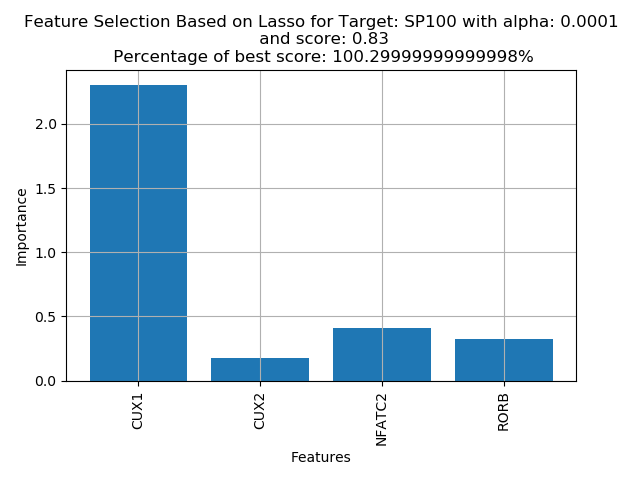 Feature Selection Based on Lasso for Target: SP100 with alpha: 0.0001
and score: 0.83
Percentage of best score: 100.29999999999998%
2.0
1.5
1.0
0.5
0.0
Importance
CUX1
CUX2
NFATC2
RORB
Features